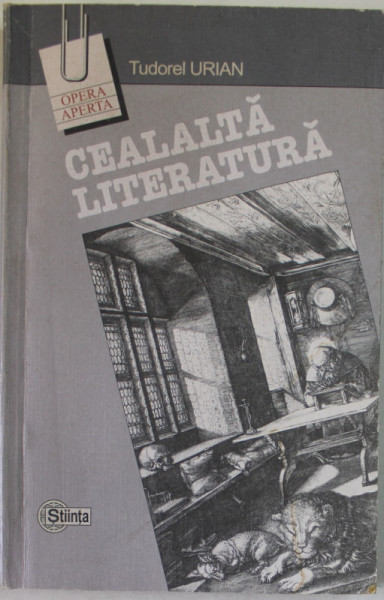 Tudorel URIAN
OPERA
APERTA
CEALALTĂ
LITERATURĂ
Știința